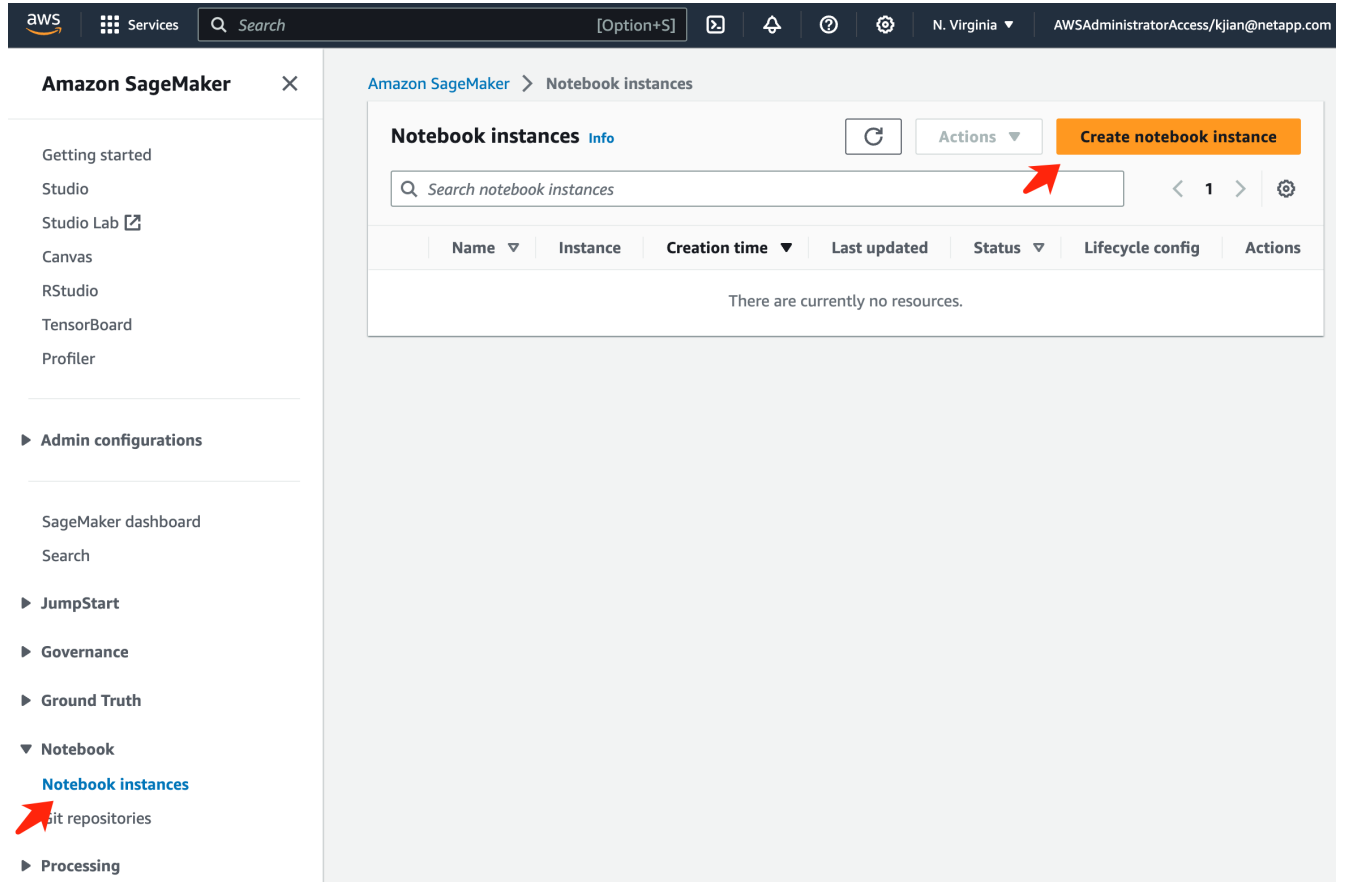 aws Services Search [Option+S] N. Virginia AWSAdministratorAccess/kjian@netapp.com
Amazon SageMaker
Getting started
Studio
Studio Lab
Canvas
RStudio
TensorBoard
Profiler
Admin configurations
SageMaker dashboard
Search
JumpStart
Governance
Ground Truth
Notebook
Notebook instances
Git repositories
Processing
Amazon SageMaker Notebook instances
Notebook instances Info Actions Create notebook instance
Search notebook instances 1
Name Instance Creation time Last updated Status Lifecycle config Actions
There are currently no resources.